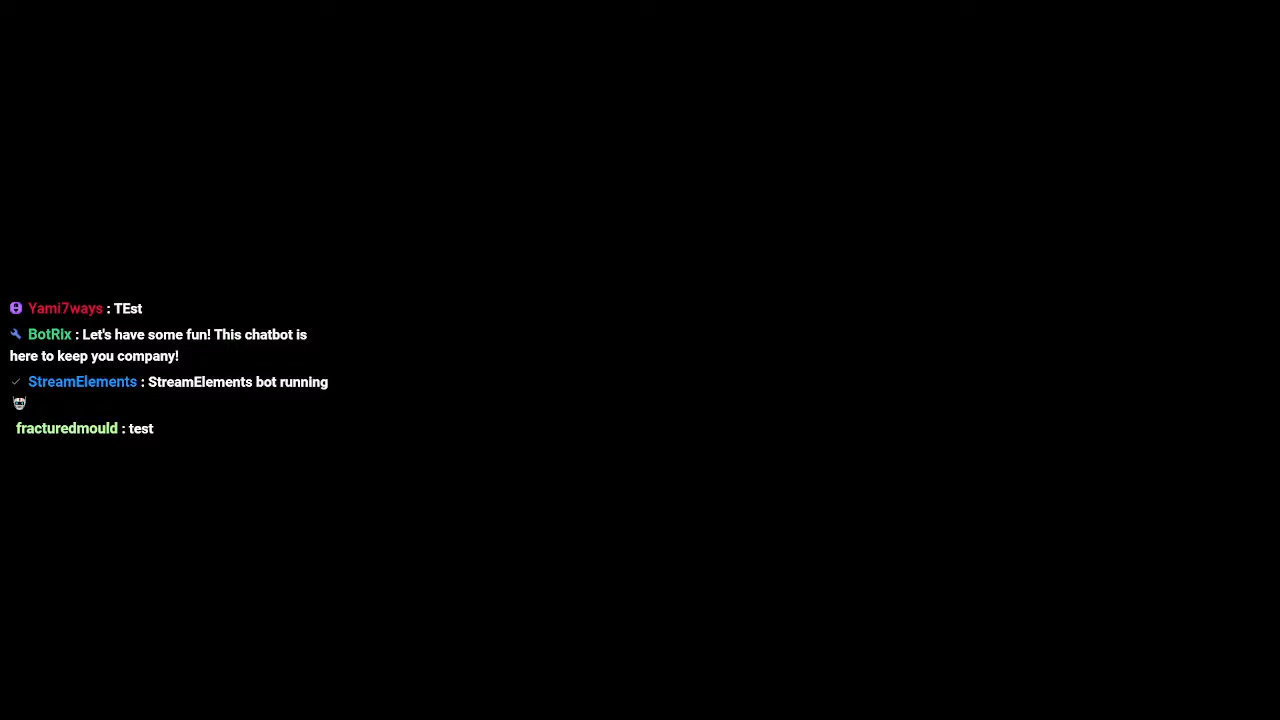 Yami7ways : TEst
BotRix : Let's have some fun! This chatbot is
here to keep you company!
StreamElements : StreamElements bot running
fracturedmould : test